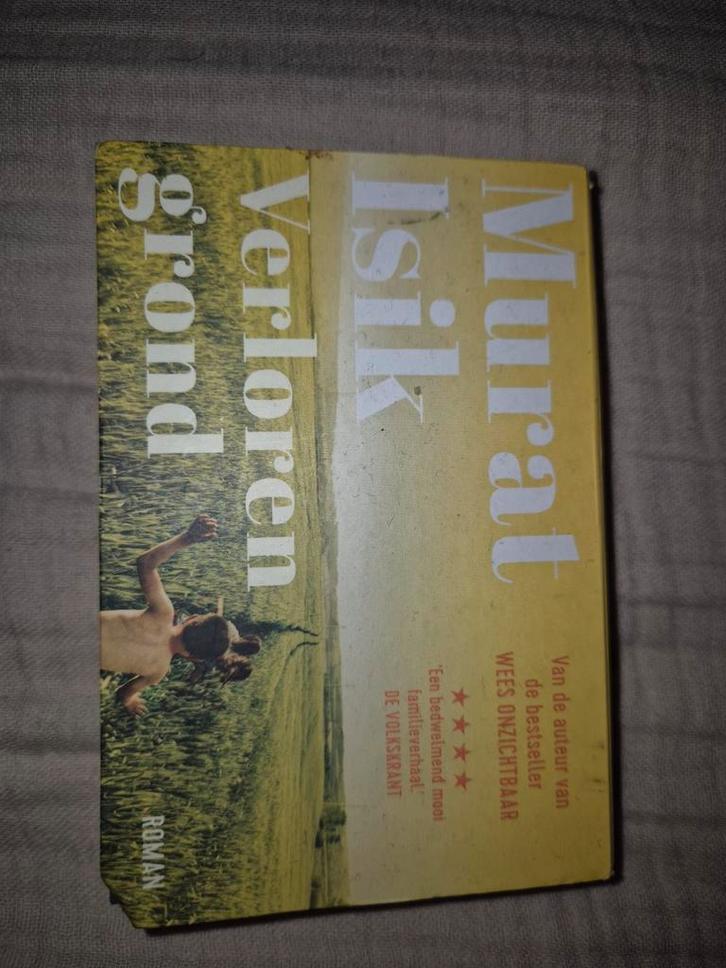 Murat
Isik
Van de auteur van
de bestseller
WEES ONZICHTBAAR
★★★★
'Een bedwelmend mooi
familieverhaal.'
DE VOLKSKRANT
Verloren
grond
ROMAN